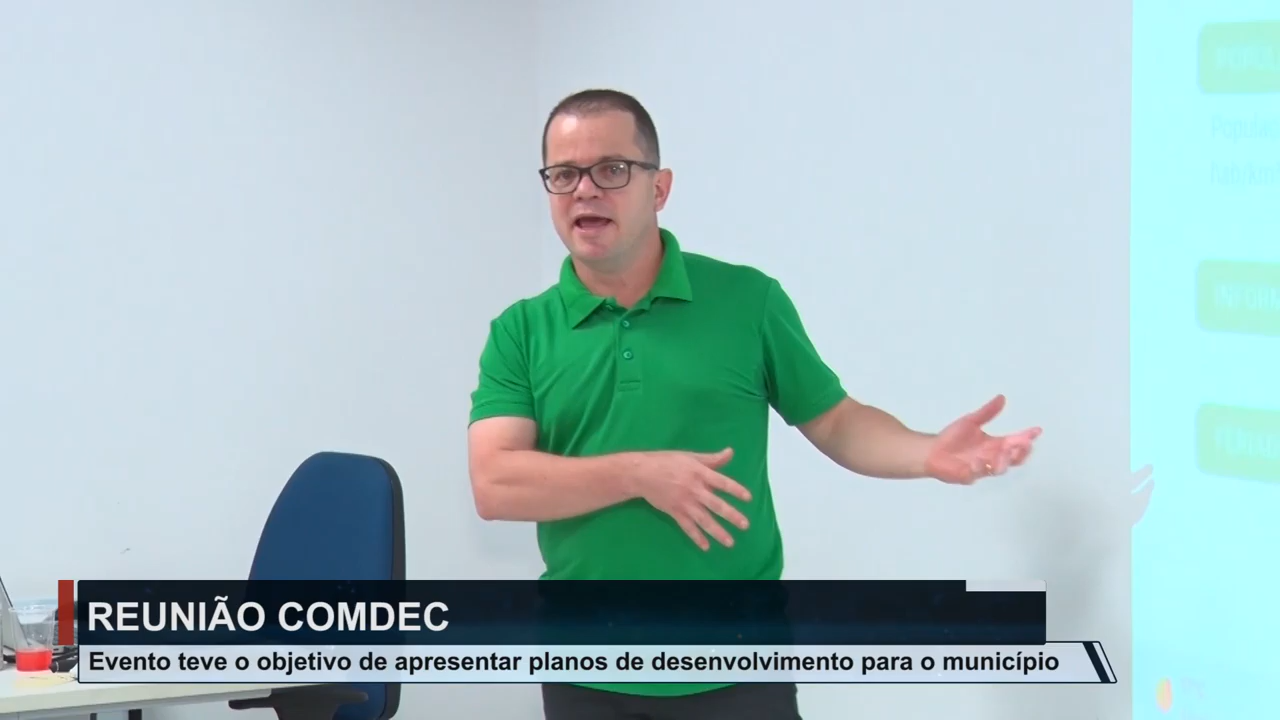 REUNIÃO COMDEC
Evento teve o objetivo de apresentar planos de desenvolvimento para o município